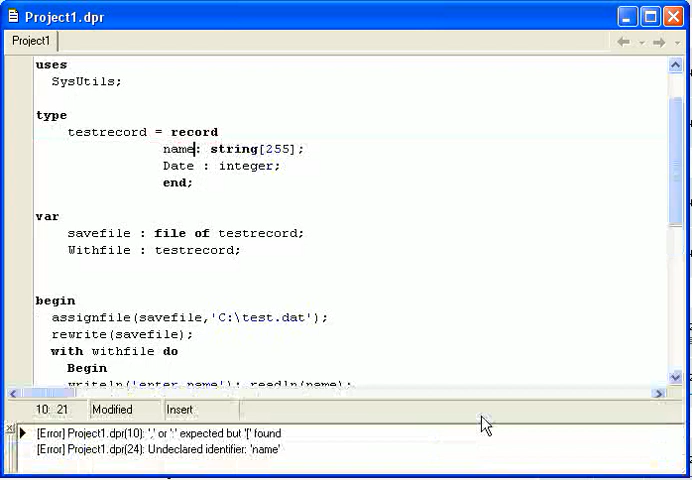 Project1.dpr
Project1
uses
SysUtils;
type
testrecord = record
name: string[255];
Date : integer;
end;
var
savefile : file of testrecord;
Withfile : testrecord;
begin
assignfile(savefile,'C:\test.dat');
rewrite(savefile);
with withfile do
Begin
writeln('enter name'); readln(name);
10: 21 Modified Insert
[Error] Project1.dpr(10): ',' or ':' expected but '[' found
[Error] Project1.dpr(24): Undeclared identifier: 'name'